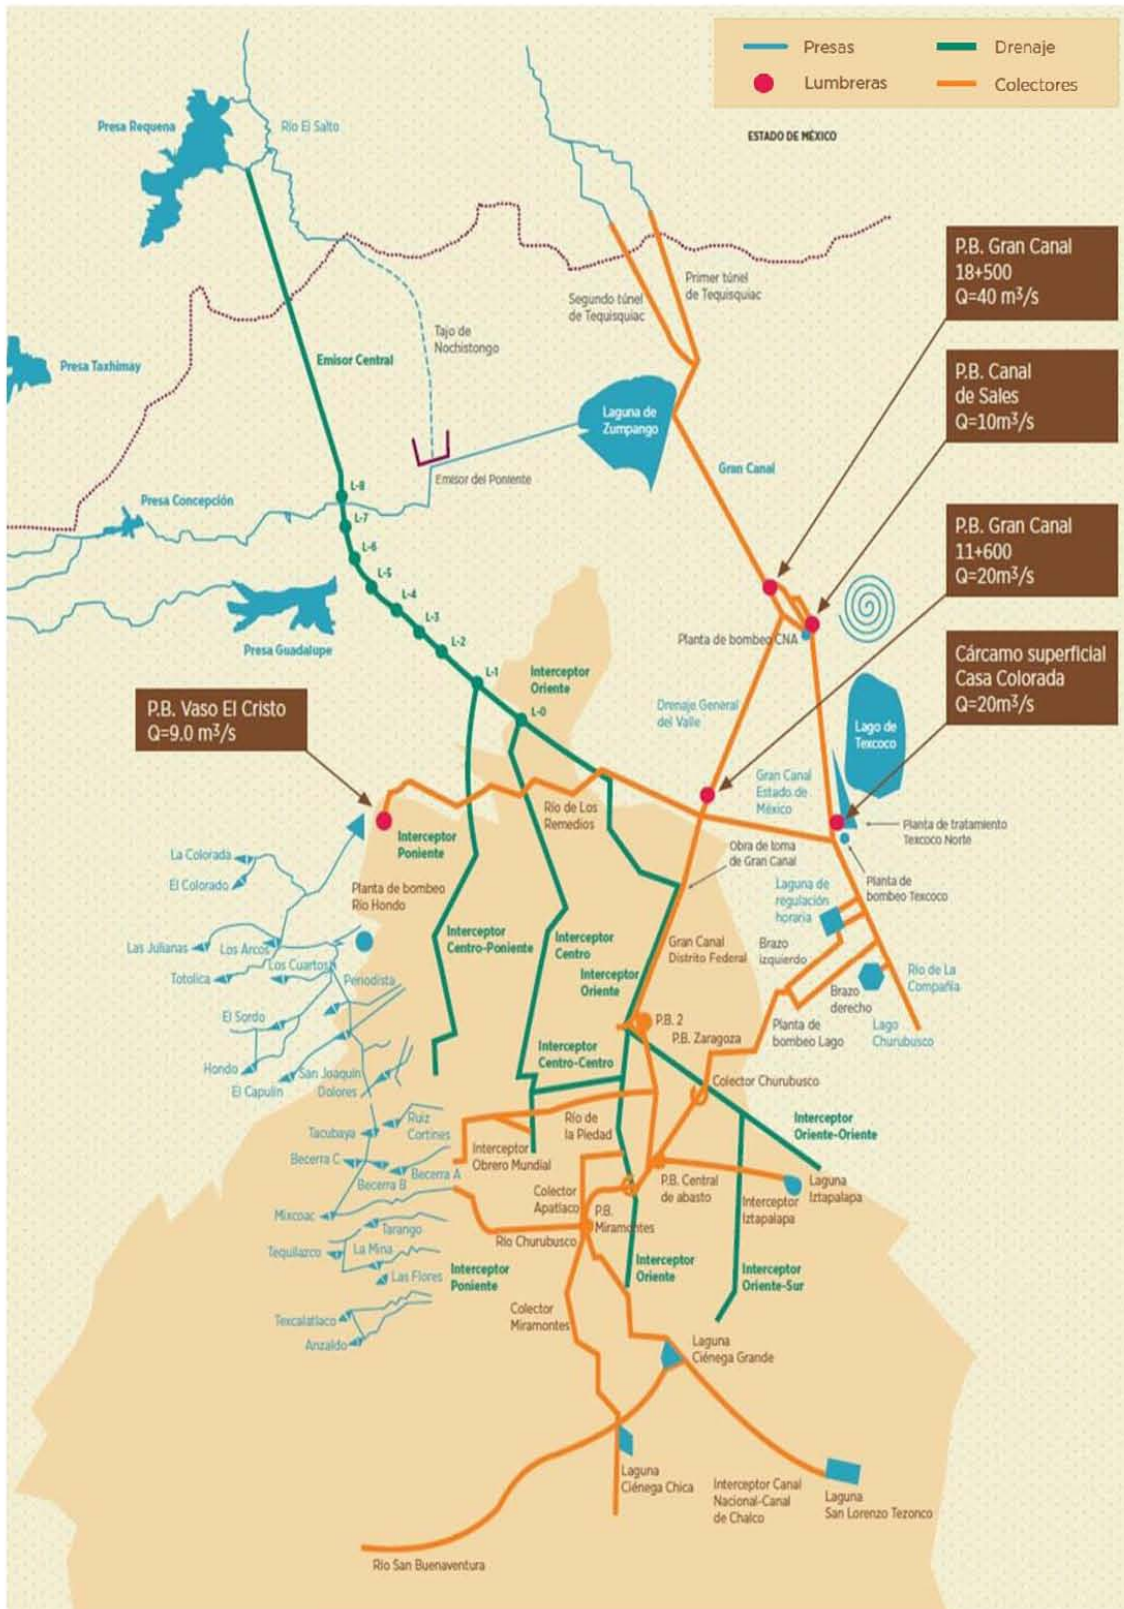 Presas
Drenaje
Lumbreras
Colectores
ESTADO DE MÉXICO
Presa Requena
Río El Salto
P.B. Gran Canal
18+500
Q=40 m³/s
Primer túnel
de Tequisquiac
Segundo túnel
de Tequisquiac
Tajo de
Nochistongo
Emisor Central
Presa Taxhimay
P.B. Canal
de Sales
Q=10m³/s
Laguna de
Zumpango
Gran Canal
Emisor del Poniente
L-8
Presa Concepción
L-7
L-6
L-5
L-4
L-3
L-2
L-1
L-0
P.B. Gran Canal
11+600
Q=20m³/s
Planta de bombeo CNA
Presa Guadalupe
Cárcamo superficial
Casa Colorada
Q=20m³/s
Interceptor
Oriente
P.B. Vaso El Cristo
Q=9.0 m³/s
Drenaje General
del Valle
Lago de
Texcoco
Gran Canal
Estado de
México
Río de Los
Remedios
Interceptor
Poniente
Planta de tratamiento
Texcoco Norte
Obra de toma
de Gran Canal
La Colorada
El Colorado
Planta de bombeo
Río Hondo
Laguna de
regulación
horaria
Planta de
bombeo Texcoco
Las Julianas
Los Arcos
Interceptor
Centro-Poniente
Interceptor
Centro
Gran Canal
Distrito Federal
Brazo
izquierdo
Totolica
Los Cuartos
Periodista
Interceptor
Oriente
Río de La
Compañía
Brazo
derecho
El Sordo
P.B. 2
P.B. Zaragoza
Planta de
bombeo Lago
Lago
Churubusco
Interceptor
Centro-Centro
Hondo
El Capulín
San Joaquín
Dolores
Colector Churubusco
Ruiz
Cortines
Río de
la Piedad
Interceptor
Oriente-Oriente
Tacubaya
Interceptor
Obrero Mundial
Becerra C
Becerra A
Becerra B
P.B. Central
de abasto
Laguna
Iztapalapa
Colector
Apatlaco
Interceptor
Iztapalapa
Mixcoac
Tarango
P.B.
Miramontes
Río Churubusco
Tequilazco
La Mina
Las Flores
Interceptor
Poniente
Interceptor
Oriente
Interceptor
Oriente-Sur
Texcalatlaco
Anzaldo
Colector
Miramontes
Laguna
Ciénega Grande
Laguna
Ciénega Chica
Interceptor Canal
Nacional-Canal
de Chalco
Laguna
San Lorenzo Tezonco
Río San Buenaventura